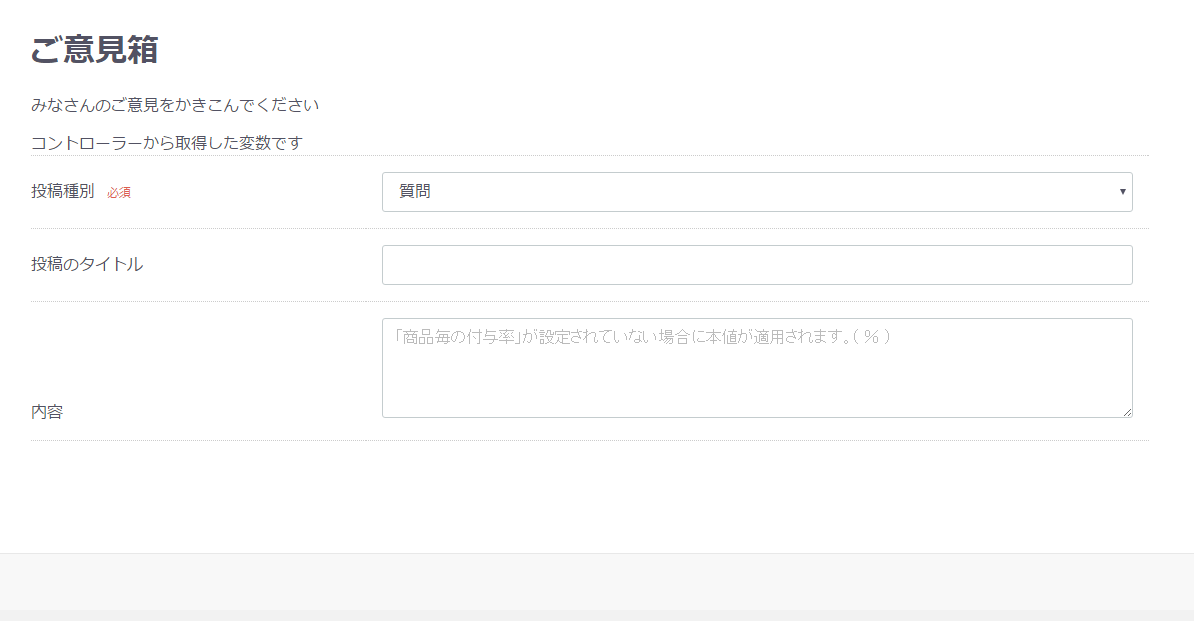 ご意見箱
みなさんのご意見をかきこんでください
コントローラーから取得した変数です
投稿種別 必須
質問
投稿のタイトル
「商品毎の付与率」が設定されていない場合に本値が適用されます。( % )
内容